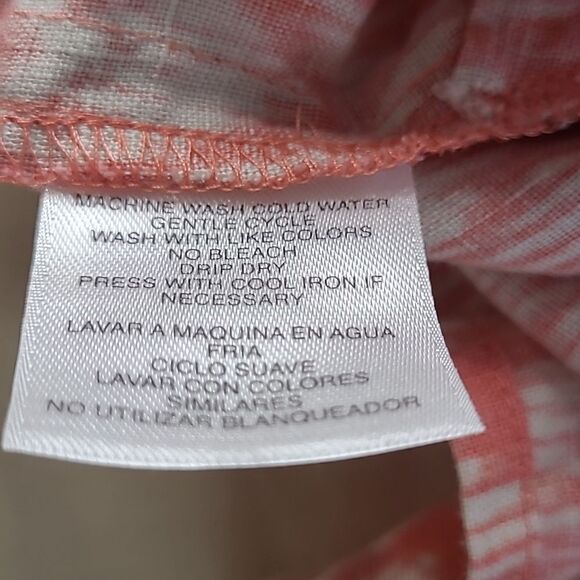 MACHINE WASH COLD WATER
GENTLE CYCLE
WASH WITH LIKE COLORS
NO BLEACH
DRIP DRY
PRESS WITH COOL IRON IF
NECESSARY
LAVAR A MAQUINA EN AGUA
FRIA
CICLO SUAVE
LAVAR CON COLORES
SIMILARES
NO UTILIZAR BLANQUEADOR